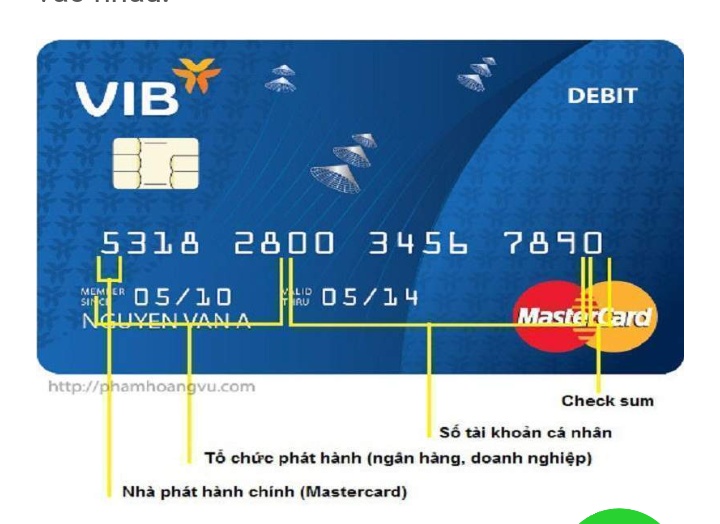 VIB
DEBIT
5318 2800 3456 7890
MEMBER SINCE 05/10 VALID THRU 05/14
NGUYEN VAN A
MasterCard
http://phamhoangvu.com
Check sum
Số tài khoản cá nhân
Tổ chức phát hành (ngân hàng, doanh nghiệp)
Nhà phát hành chính (Mastercard)